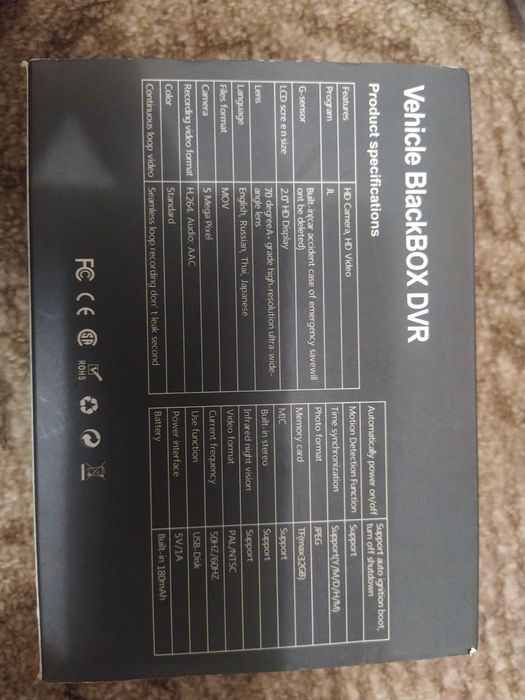 Vehicle BlackBOX DVR
Product specifications
Features HD Camera, HD Video
Program JL
G-sensor Built-in(car accident case of emergency savewill
ont be deleted)
LCD scre e n size 2.0" HD Display
Lens 70 degreeA+ grade high-resolution ultra-wide-
angle lens
Language English, Russian, Thai, Japanese
Files format MOV
Camera 5 Mega Pixel
Recording video format H.264, Audio: AAC
Color Standard
Continuous loop video Seamless loop recording don't leak second
Automatically power on/off Support auto ignition boot,
turn off shutdown
Motion Detection Function Support
Time synchronization Support(Y/M/D/H/M)
Photo format JPEG
Memory card TF(max32GB)
MIC Support
Built-in stereo Support
Infrared night vision Support
Video format PAL/NTSC
Current frequency 50HZ/60HZ
Use function USB-Disk
Power interface 5V/1A
Battery Built-in 180mAh
FC CE SA ROHS